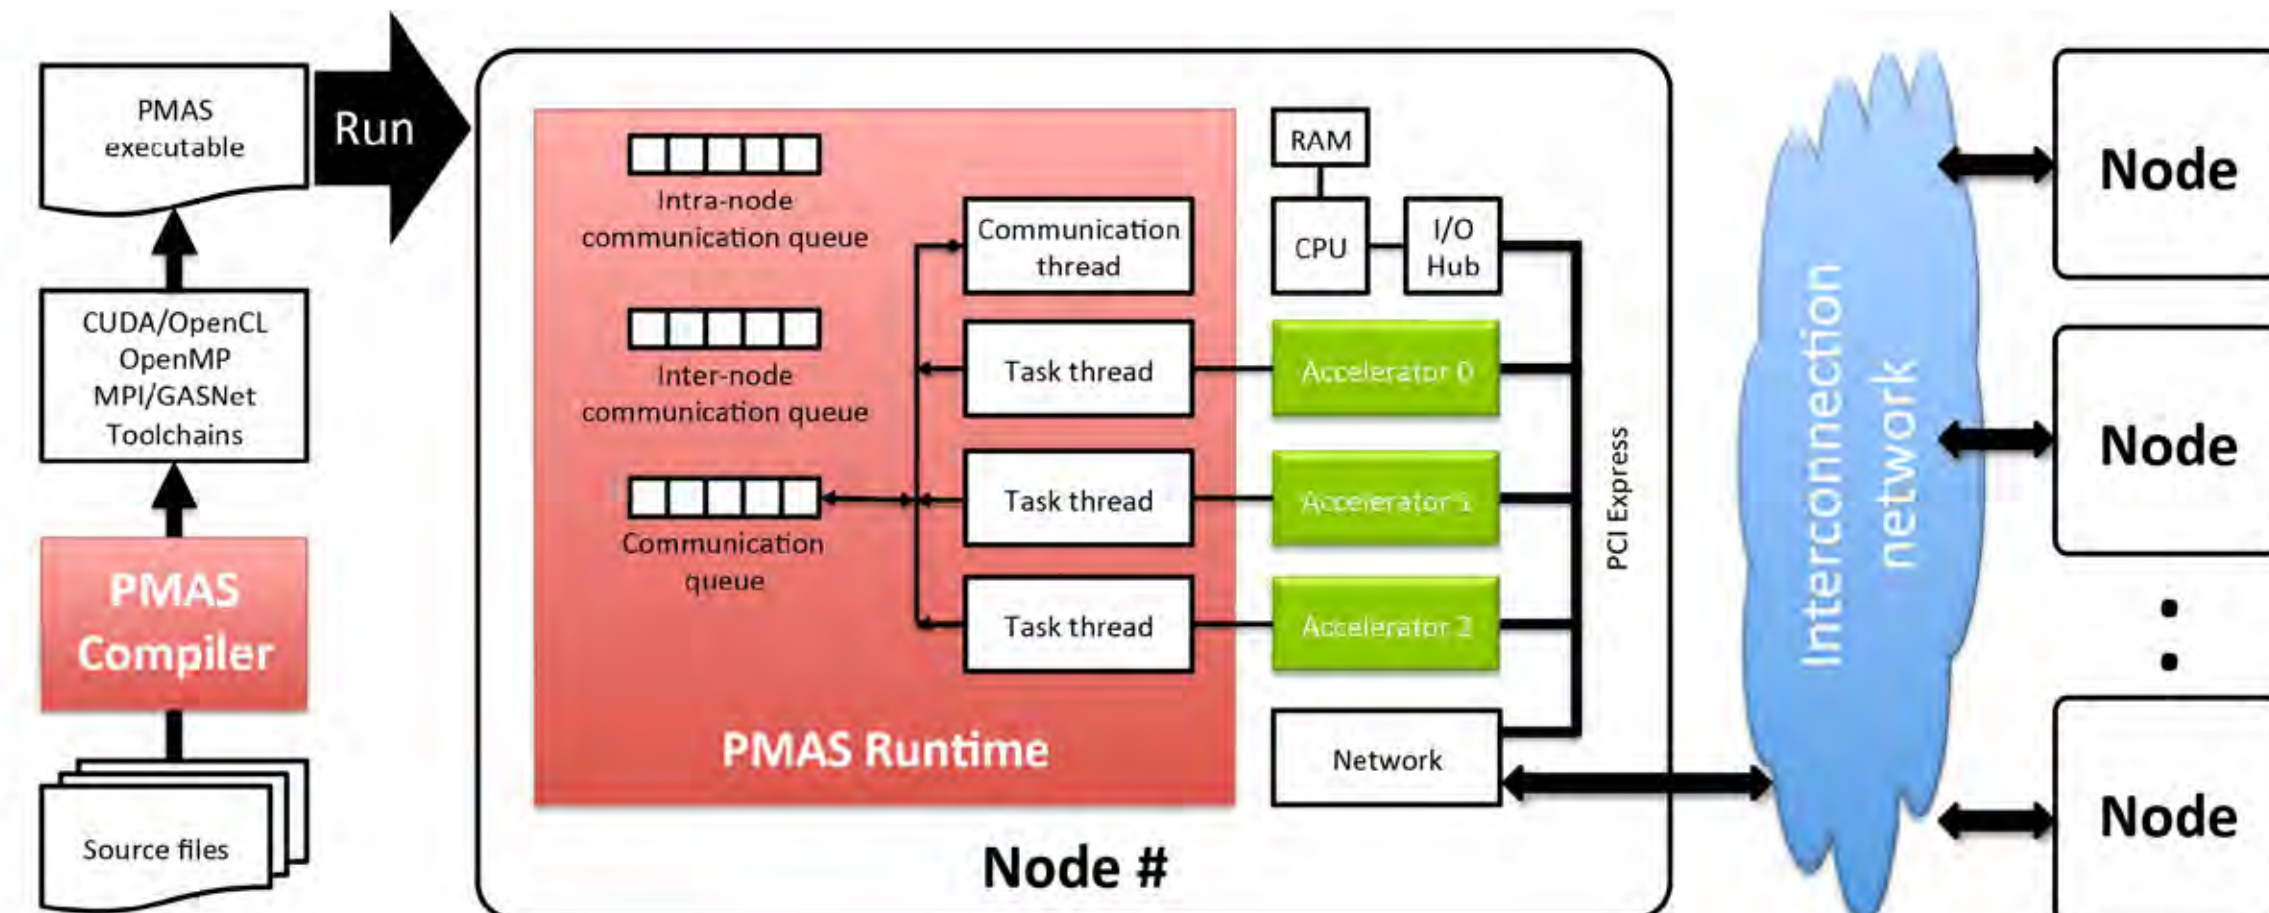 PMAS
executable
Run
CUDA/OpenCL
OpenMP
MPI/GASNet
Toolchains
PMAS
Compiler
Source files
Intra-node
communication queue
Inter-node
communication queue
Communication
queue
Communication
thread
Task thread
Task thread
Task thread
PMAS Runtime
RAM
CPU
I/O
Hub
Accelerator 0
Accelerator 1
Accelerator 2
Network
PCI Express
Node #
Interconnection
network
Node
Node
Node